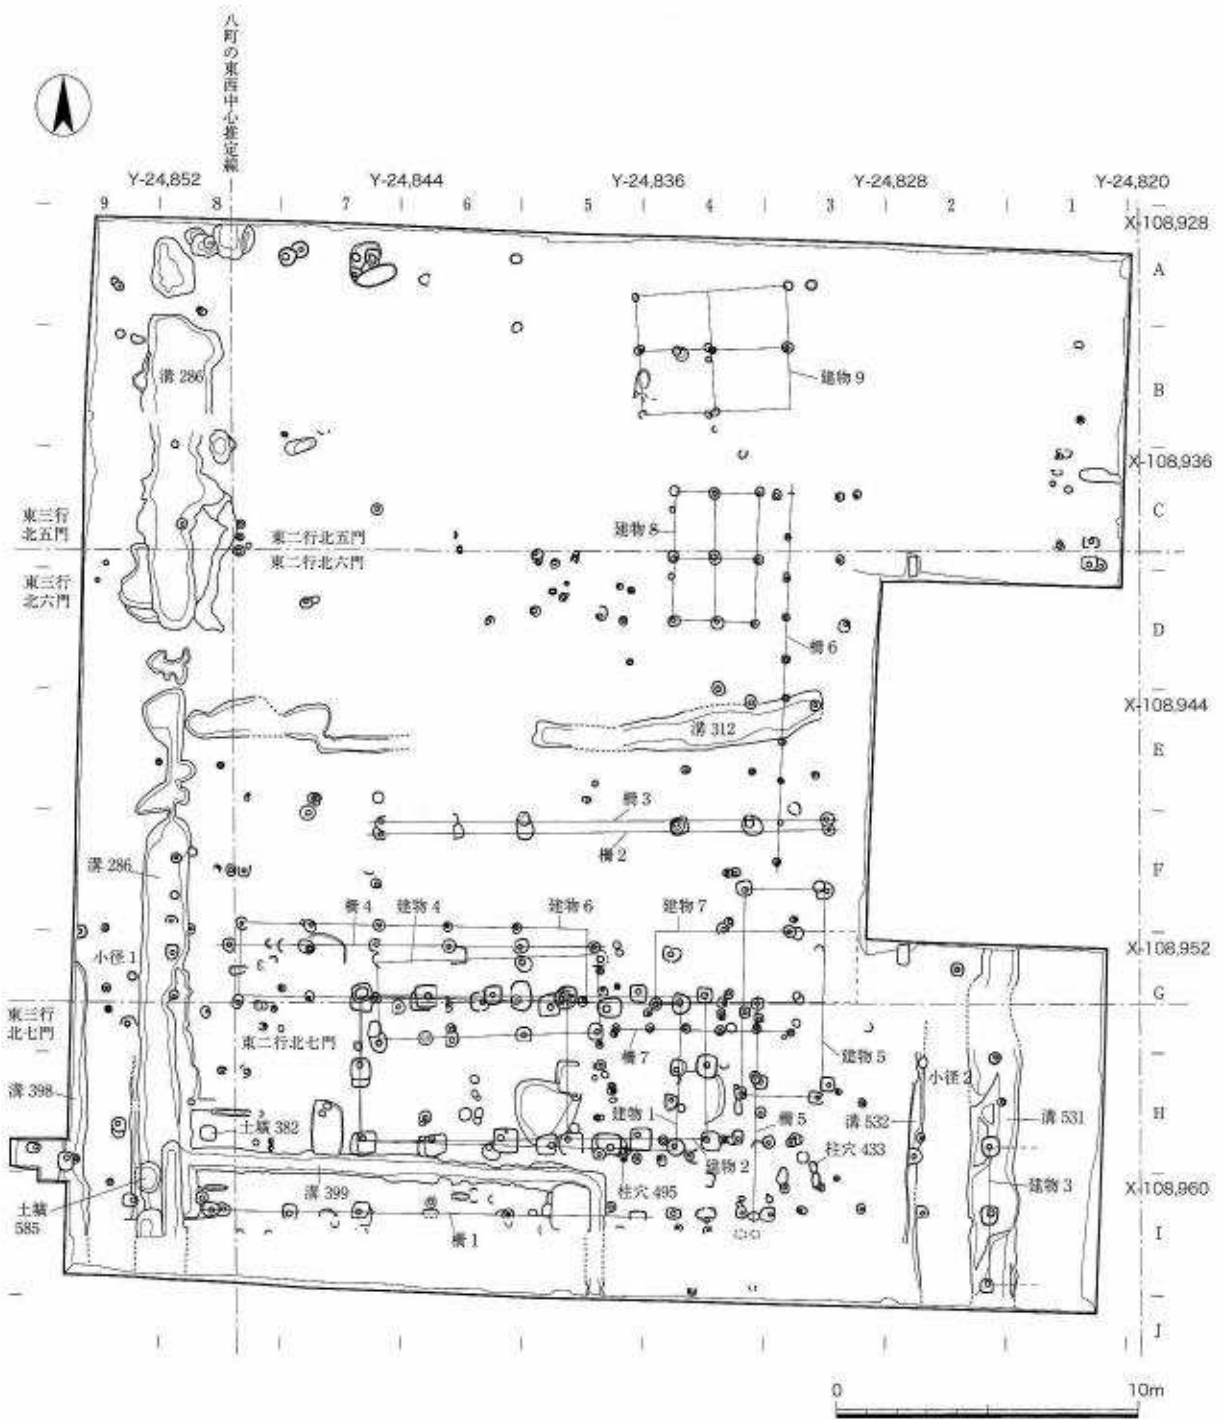 八町の東西中心推定線
Y-24,852
Y-24,844
Y-24,836
Y-24,828
Y-24,820
9
8
7
6
5
4
3
2
1
X-108,928
A
溝 286
建物 9
B
X-108,936
C
東三行
北五門
東二行北五門
建物 8
東二行北六門
東三行
北六門
D
柵 6
X-108,944
溝 312
E
柵 3
柵 2
溝 286
F
柵 4
建物 4
建物 6
建物 7
X-108,952
小径 1
G
東三行
北七門
東二行北七門
柵 7
建物 5
小径 2
溝 398
建物 1
柵 5
溝 532
溝 531
H
土壙 382
建物 2
柱穴 433
溝 399
柱穴 495
建物 3
X-108,960
土壙
585
柵 1
I
J
0
10m